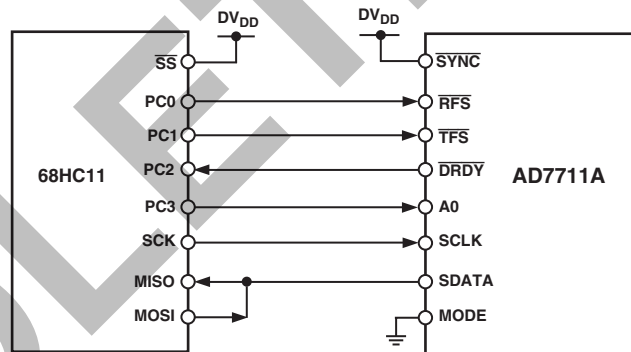 DVDD DVDD
SS SYNC
PC0 RFS
PC1 TFS
68HC11 PC2 DRDY AD7711A
PC3 A0
SCK SCLK
MISO SDATA
MOSI MODE